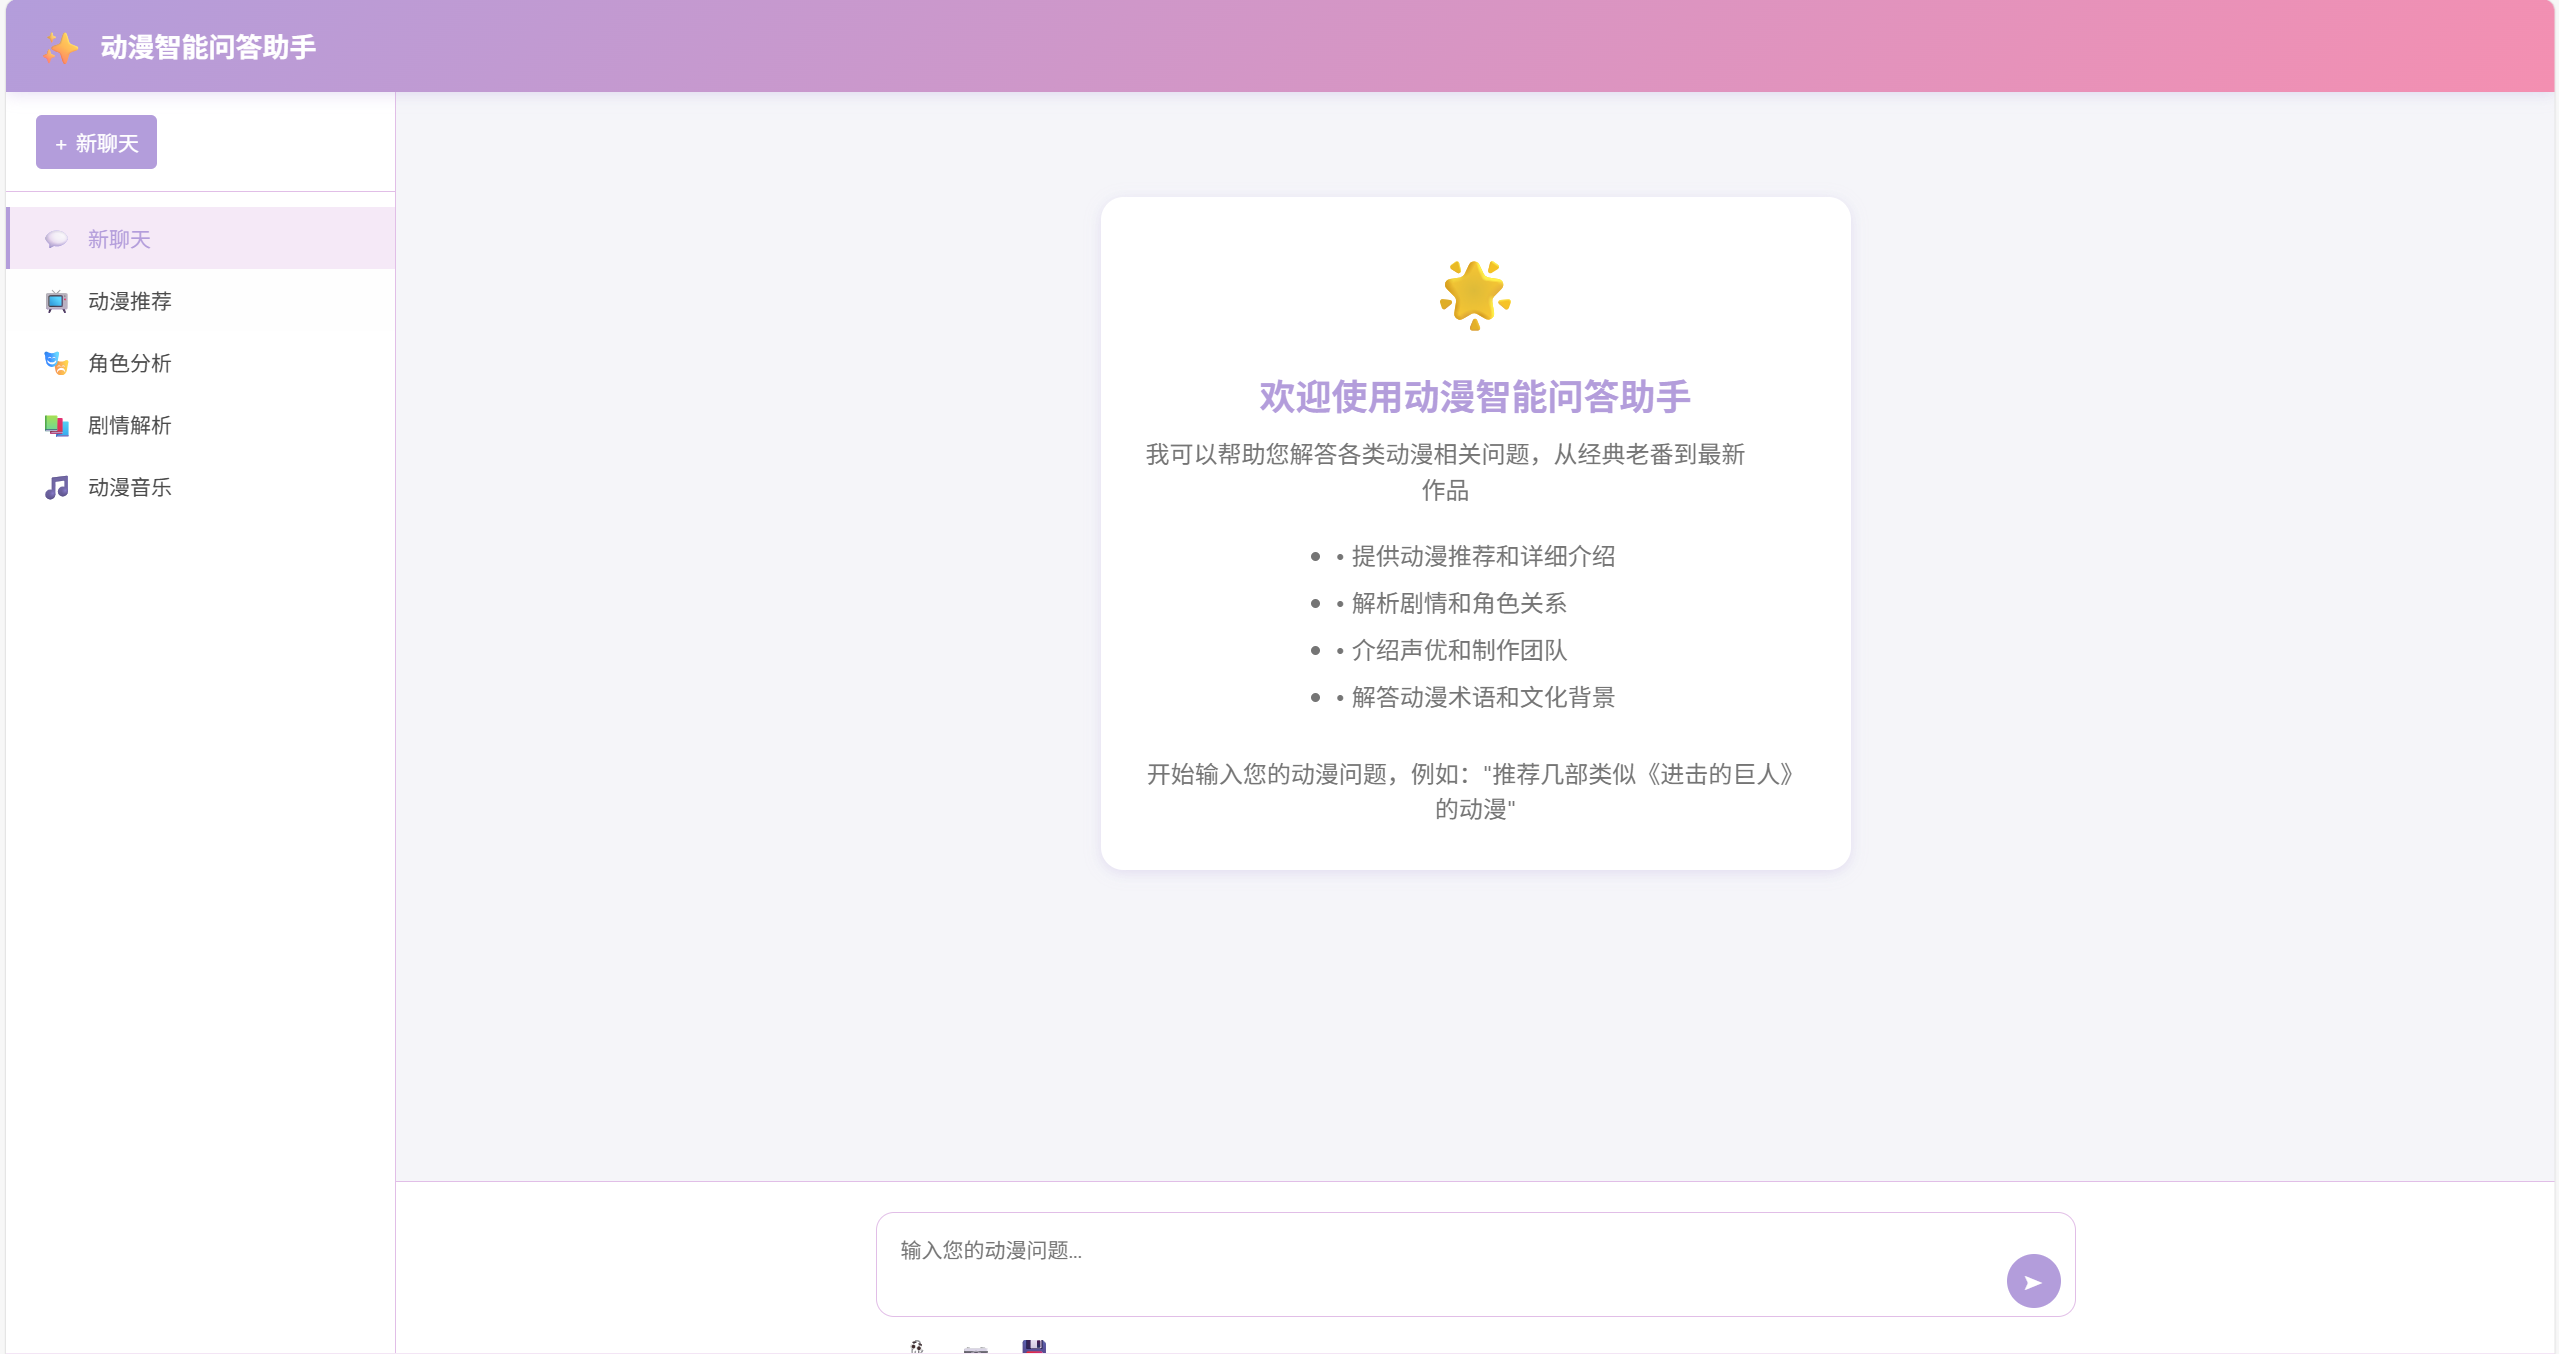 动漫智能问答助手
+ 新聊天
新聊天
动漫推荐
角色分析
剧情解析
动漫音乐
欢迎使用动漫智能问答助手
我可以帮助您解答各类动漫相关问题，从经典老番到最新
作品
• • 提供动漫推荐和详细介绍
• • 解析剧情和角色关系
• • 介绍声优和制作团队
• • 解答动漫术语和文化背景
开始输入您的动漫问题，例如："推荐几部类似《进击的巨人》
的动漫"
输入您的动漫问题...